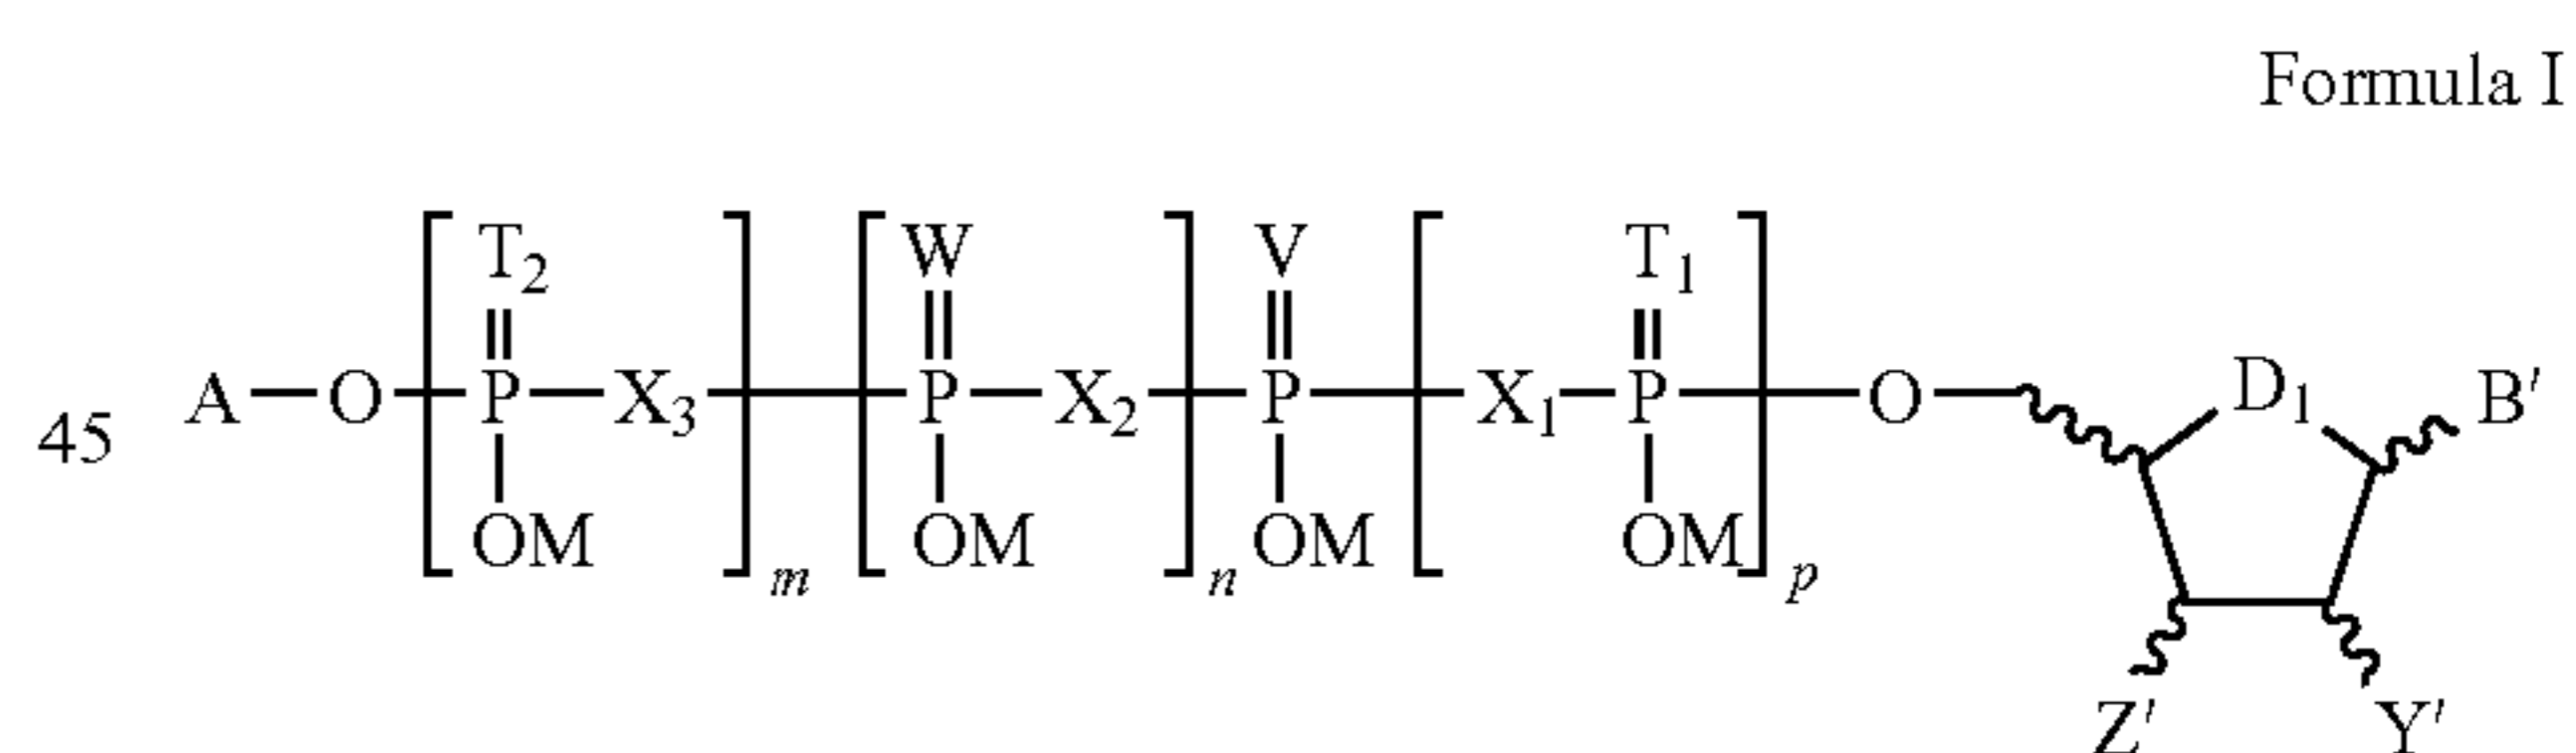 Formula I
T2 W V T1
45 A—O P—X3 P—X2 P X1—P O D1 B′
OM m OM n OM OM p
Z′ Y′